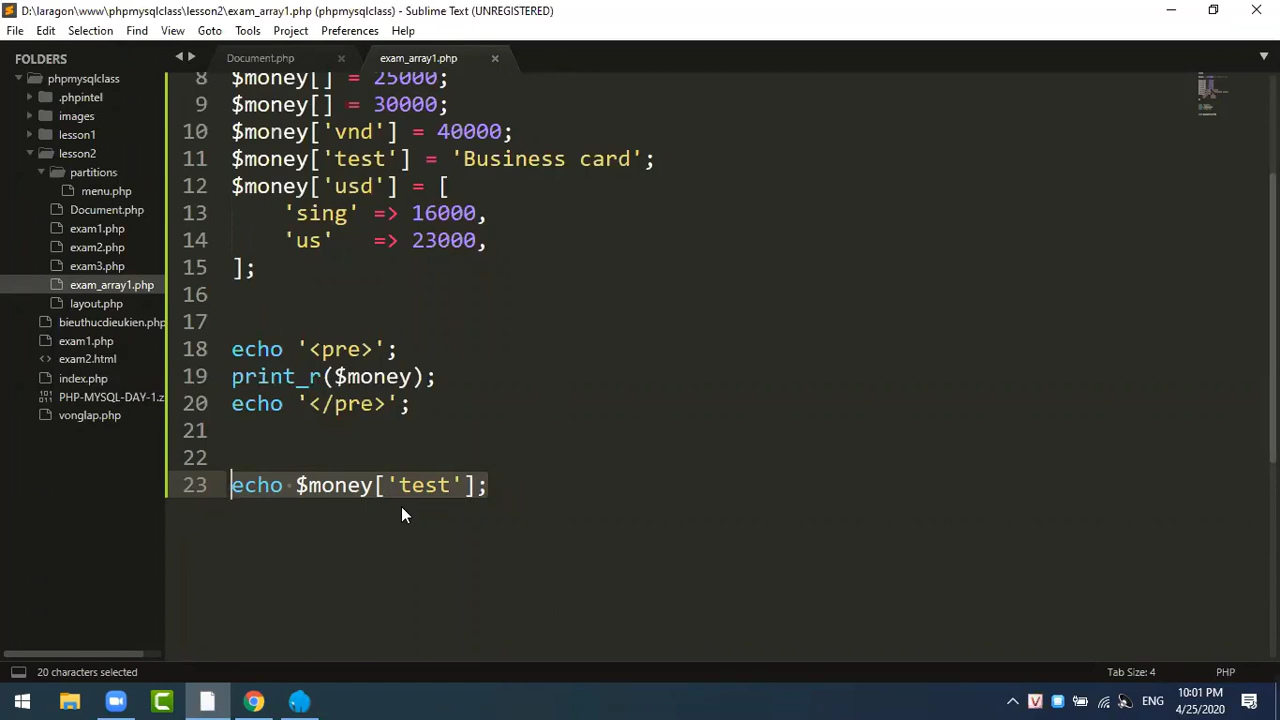 D:\laragon\www\phpmysqlclass\lesson2\exam_array1.php (phpmysqlclass) - Sublime Text (UNREGISTERED)
File Edit Selection Find View Goto Tools Project Preferences Help
FOLDERS
phpmysqlclass
.phpintel
images
lesson1
lesson2
partitions
menu.php
Document.php
exam1.php
exam2.php
exam3.php
exam_array1.php
layout.php
bieuthucdieukien.php
exam1.php
exam2.html
index.php
PHP-MYSQL-DAY-1.z
vonglap.php
Document.php exam_array1.php
8 $money[] = 25000;
9 $money[] = 30000;
10 $money['vnd'] = 40000;
11 $money['test'] = 'Business card';
12 $money['usd'] = [
13 'sing' => 16000,
14 'us' => 23000,
15 ];
16
17
18 echo '<pre>';
19 print_r($money);
20 echo '</pre>';
21
22
23 echo $money['test'];
20 characters selected
Tab Size: 4 PHP
ENG
10:01 PM
4/25/2020